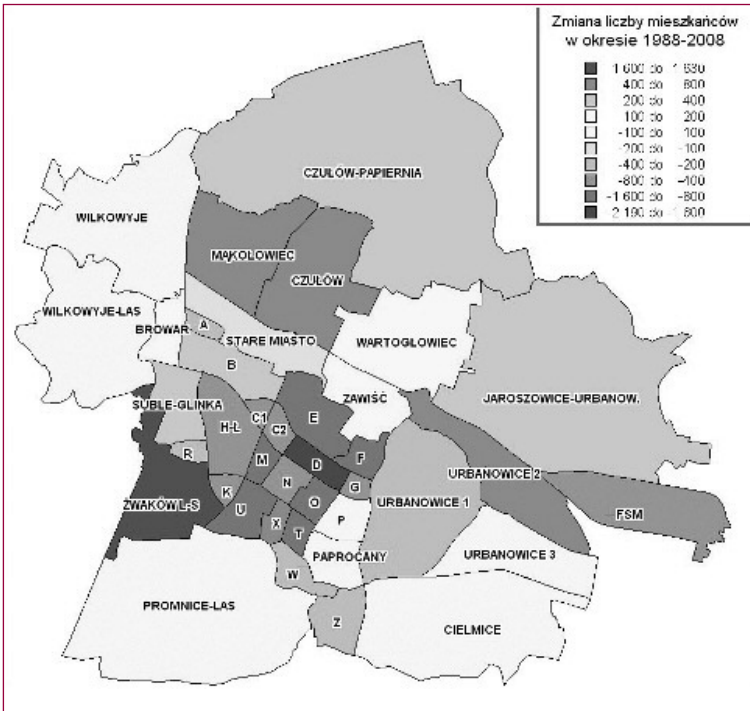 Zmiana liczby mieszkańców
w okresie 1988-2008
400 do 800
200 do 400
100 do 200
-100 do 100
-200 do -100
-400 do -200
-800 do -400
CZUŁÓW-PAPIERNIA
WILKOWYJE
MĄKOŁOWIEC
CZUŁÓW
WILKOWYJE-LAS
BROWAR
A
STARE MIASTO
WARTOGŁOWIEC
B
ZAWIŚĆ
JAROSZOWICE-URBANOW.
SUBLE-GLINKA
H-Ł
C1
C2
E
R
M
D
F
URBANOWICE 2
ŻWAKÓW L-S
K
N
G
URBANOWICE 1
U
O
FSM
X
T
P
PAPROCANY
URBANOWICE 3
W
PROMNICE-LAS
Z
CIELMICE